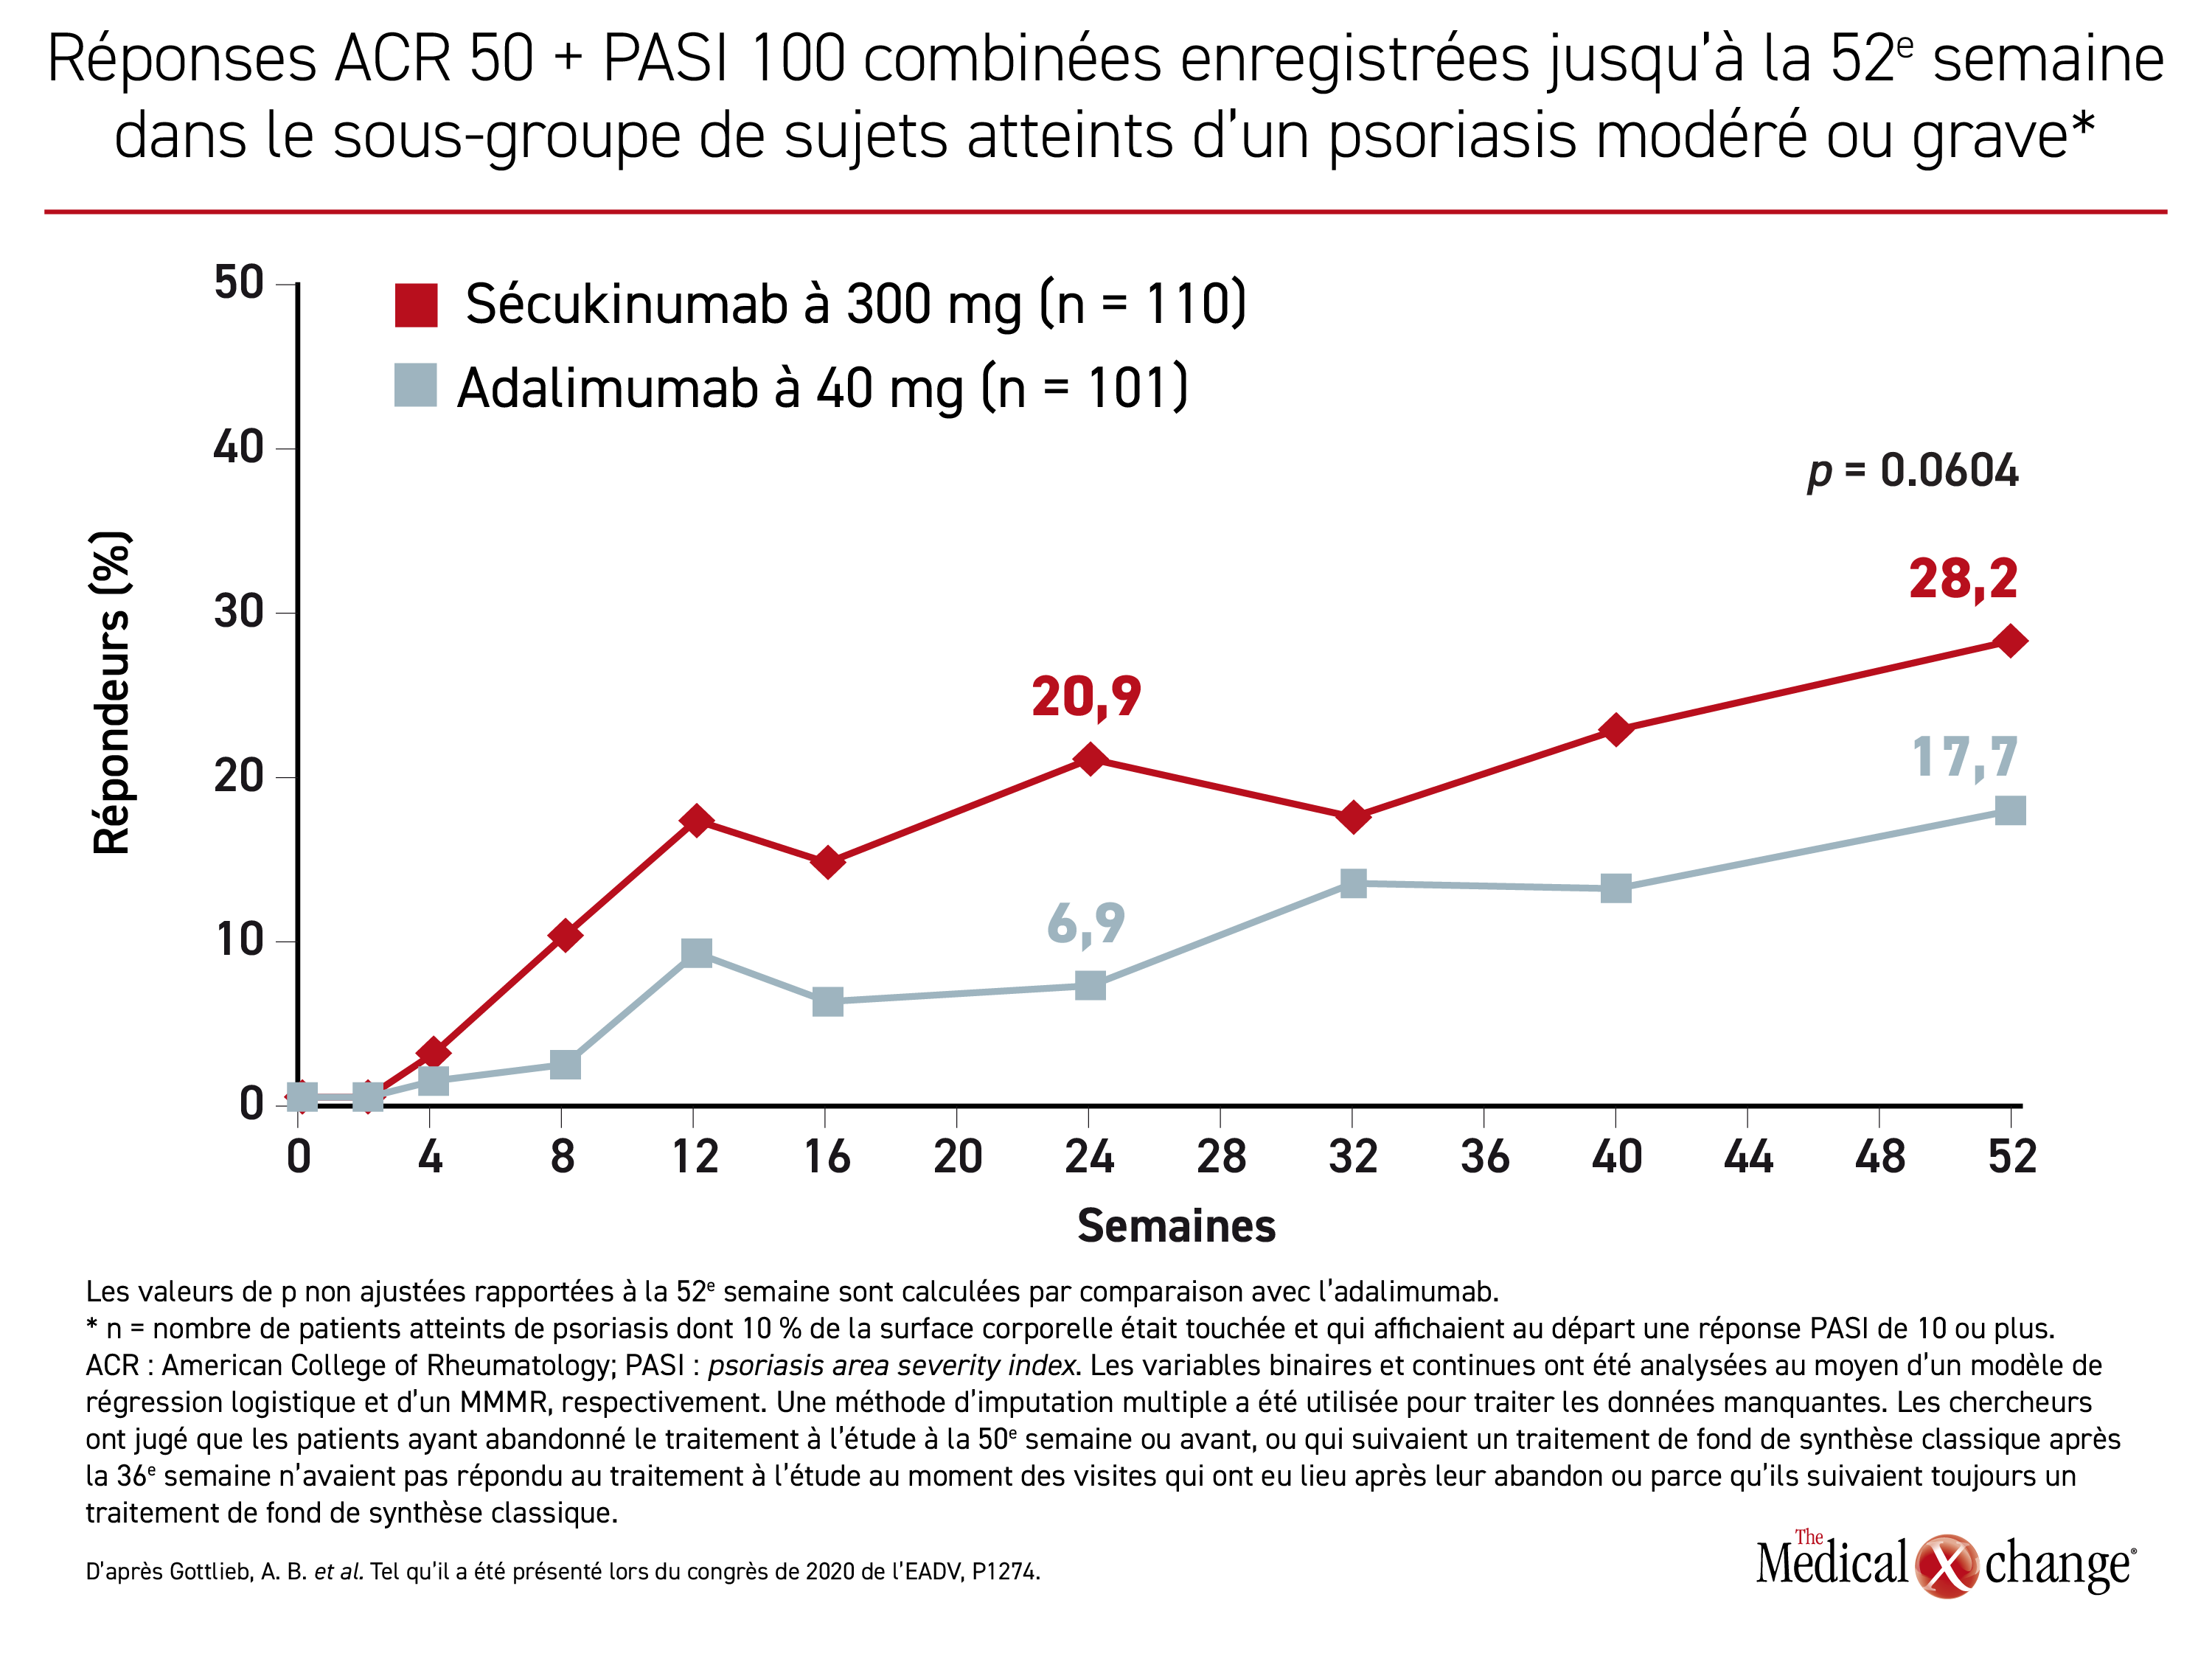 Réponses ACR 50 + PASI 100 combinées enregistrées jusqu’à la 52e semaine
dans le sous-groupe de sujets atteints d’un psoriasis modéré ou grave*
Sécukinumab à 300 mg (n = 110)
Adalimumab à 40 mg (n = 101)
Répondeurs (%)
50
40
30
20
10
0
p = 0.0604
28,2
20,9
17,7
6,9
0 4 8 12 16 20 24 28 32 36 40 44 48 52
Semaines
Les valeurs de p non ajustées rapportées à la 52e semaine sont calculées par comparaison avec l’adalimumab.
* n = nombre de patients atteints de psoriasis dont 10 % de la surface corporelle était touchée et qui affichaient au départ une réponse PASI de 10 ou plus.
ACR : American College of Rheumatology; PASI : psoriasis area severity index. Les variables binaires et continues ont été analysées au moyen d’un modèle de
régression logistique et d’un MMMR, respectivement. Une méthode d’imputation multiple a été utilisée pour traiter les données manquantes. Les chercheurs
ont jugé que les patients ayant abandonné le traitement à l’étude à la 50e semaine ou avant, ou qui suivaient un traitement de fond de synthèse classique après
la 36e semaine n’avaient pas répondu au traitement à l’étude au moment des visites qui ont eu lieu après leur abandon ou parce qu’ils suivaient toujours un
traitement de fond de synthèse classique.
D’après Gottlieb, A. B. et al. Tel qu’il a été présenté lors du congrès de 2020 de l’EADV, P1274.
The
Medical X change®